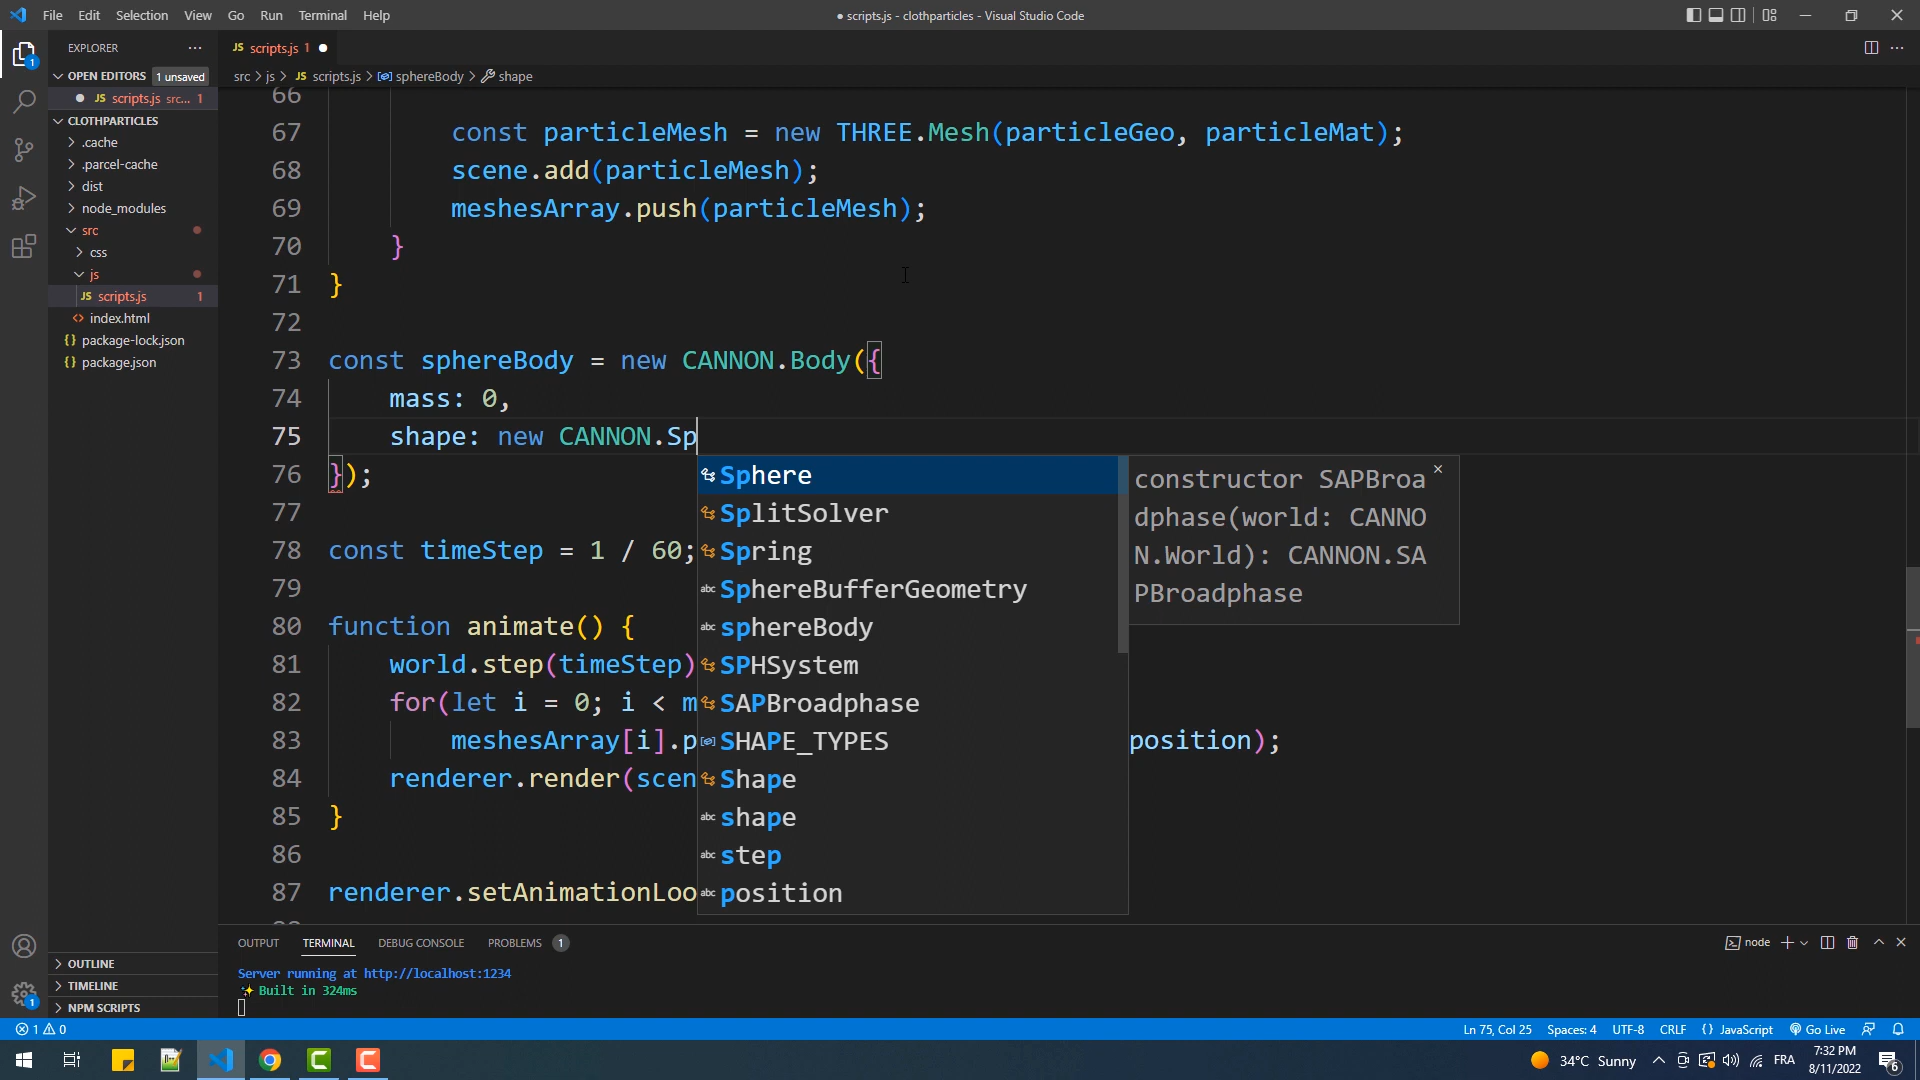 File Edit Selection View Go Run Terminal Help
● scripts.js - clothparticles - Visual Studio Code
EXPLORER
OPEN EDITORS 1 unsaved
JS scripts.js src... 1
CLOTHPARTICLES
.cache
.parcel-cache
dist
node_modules
src
css
js
JS scripts.js 1
index.html
package-lock.json
package.json
OUTLINE
TIMELINE
NPM SCRIPTS
JS scripts.js 1 ●
src > js > JS scripts.js > sphereBody > shape
66
67 const particleMesh = new THREE.Mesh(particleGeo, particleMat);
68 scene.add(particleMesh);
69 meshesArray.push(particleMesh);
70 }
71 }
72
73 const sphereBody = new CANNON.Body({
74 mass: 0,
75 shape: new CANNON.Sp
76 });
77
78 const timeStep = 1 / 60;
79
80 function animate() {
81 world.step(timeStep)
82 for(let i = 0; i < m
83 meshesArray[i].p position);
84 renderer.render(scen
85 }
86
87 renderer.setAnimationLoo
Sphere
SplitSolver
Spring
SphereBufferGeometry
sphereBody
SPHSystem
SAPBroadphase
SHAPE_TYPES
Shape
shape
step
position
constructor SAPBroa
dphase(world: CANNO
N.World): CANNON.SA
PBroadphase
OUTPUT TERMINAL DEBUG CONSOLE PROBLEMS 1
node
Server running at http://localhost:1234
✨ Built in 324ms
1 0
Ln 75, Col 25 Spaces: 4 UTF-8 CRLF { } JavaScript Go Live
34°C Sunny FRA 7:32 PM
8/11/2022
6